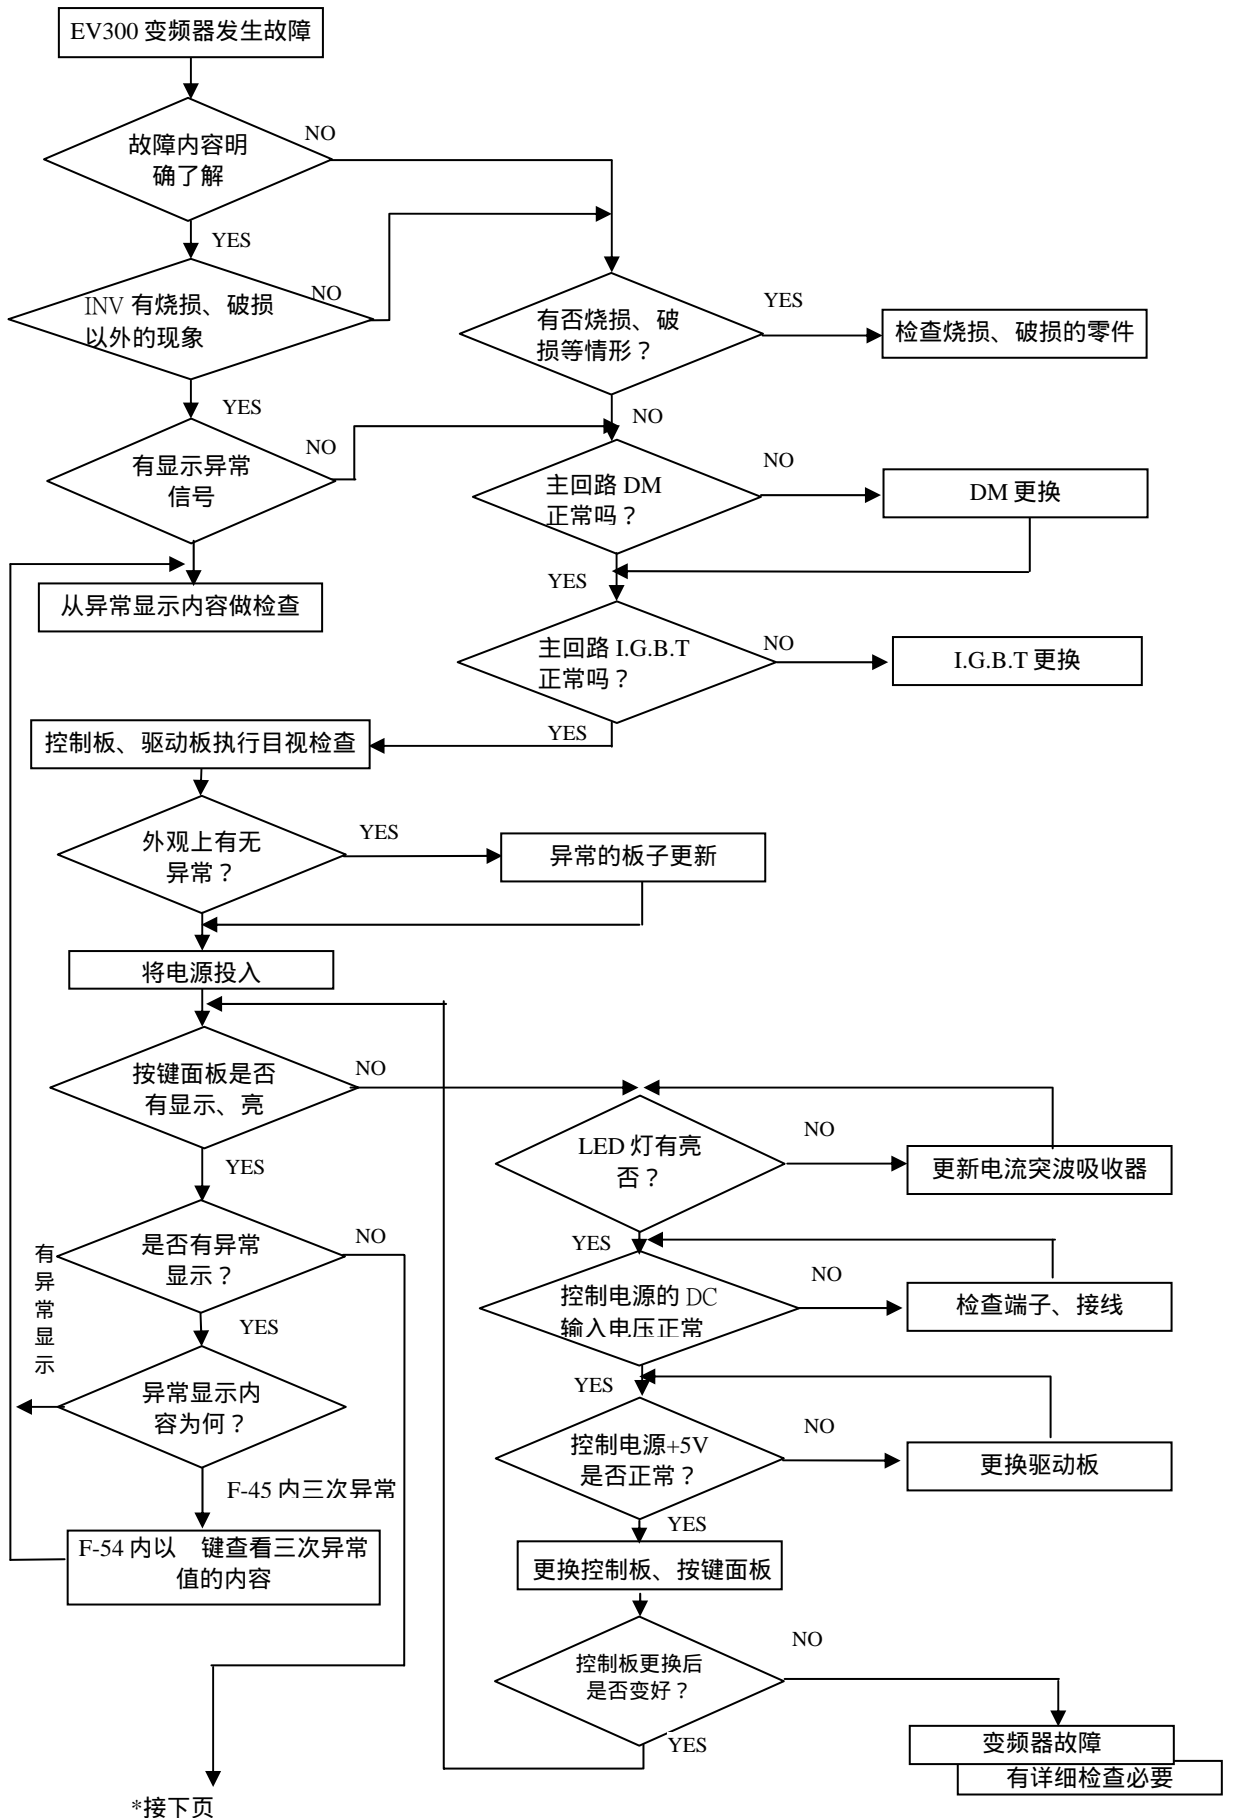 EV300 变频器发生故障
故障内容明
确了解
NO
YES
INV 有烧损、破损
以外的现象
NO
有否烧损、破
损等情形？
YES
检查烧损、破损的零件
YES
NO
有显示异常
信号
NO
主回路 DM
正常吗？
NO
DM 更换
YES
从异常显示内容做检查
主回路 I.G.B.T
正常吗？
NO
I.G.B.T 更换
YES
控制板、驱动板执行目视检查
外观上有无
异常？
YES
异常的板子更新
将电源投入
按键面板是否
有显示、亮
NO
LED 灯有亮
否？
NO
更新电流突波吸收器
YES
是否有异常
显示？
NO
有异常显示
YES
控制电源的 DC
输入电压正常
NO
检查端子、接线
YES
异常显示内
容为何？
YES
控制电源+5V
是否正常？
NO
更换驱动板
F-45 内三次异常
YES
F-54 内以 键查看三次异常
值的内容
更换控制板、按键面板
控制板更换后
是否变好？
NO
YES
变频器故障
有详细检查必要
*接下页